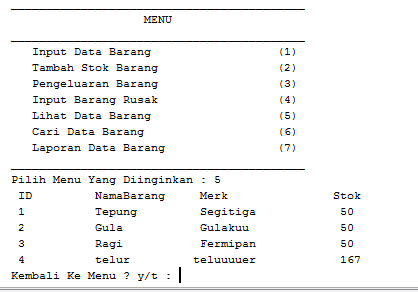 MENU
Input Data Barang (1)
Tambah Stok Barang (2)
Pengeluaran Barang (3)
Input Barang Rusak (4)
Lihat Data Barang (5)
Cari Data Barang (6)
Laporan Data Barang (7)
Pilih Menu Yang Diinginkan : 5
ID NamaBarang Merk Stok
1 Tepung Segitiga 50
2 Gula Gulakuu 50
3 Ragi Fermipan 50
4 telur teluuuuer 167
Kembali Ke Menu ? y/t :